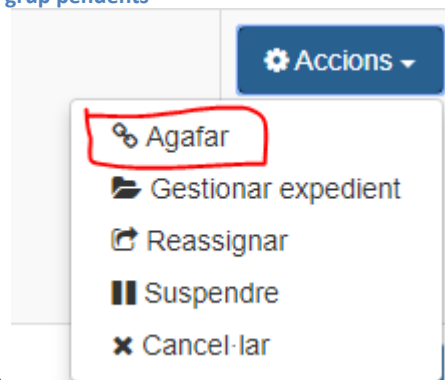 grup pendents
Accions
Agafar
Gestionar expedient
Reassignar
Suspendre
Cancel·lar